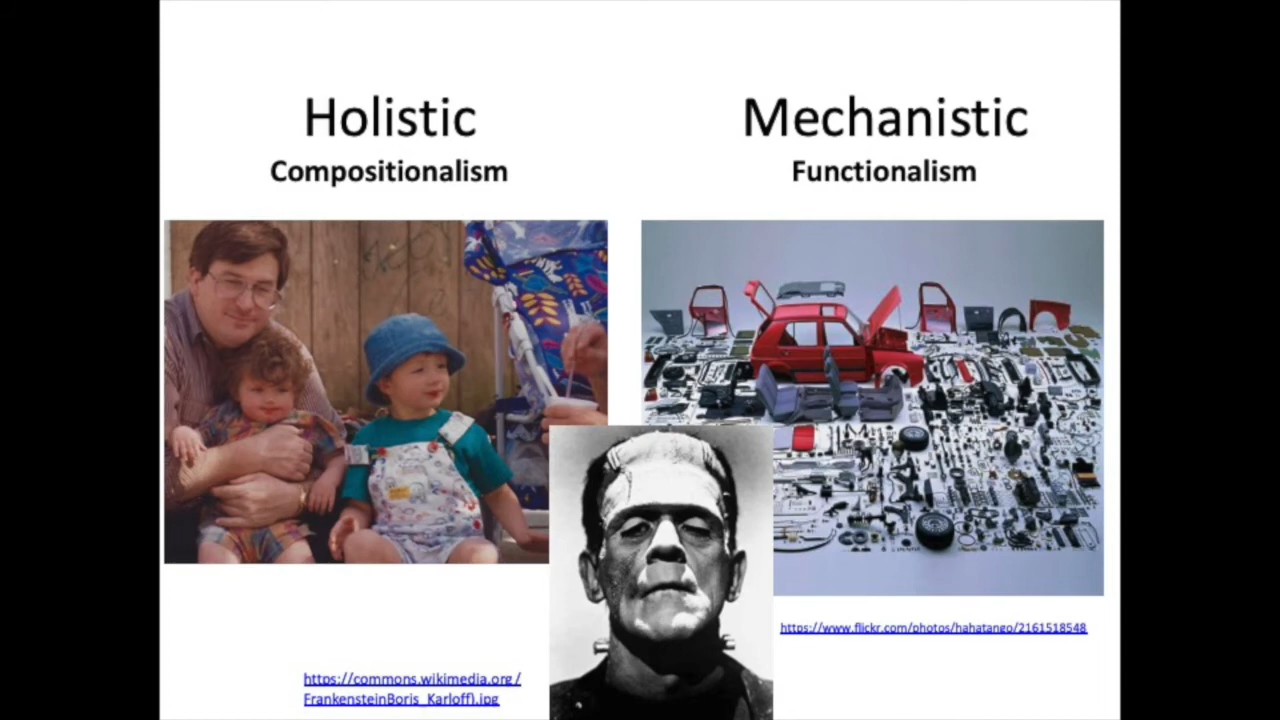 Holistic
Compositionalism
Mechanistic
Functionalism
https://www.flickr.com/photos/hahatango/2161518548
https://commons.wikimedia.org/
FrankensteinBoris_Karloff).jpg